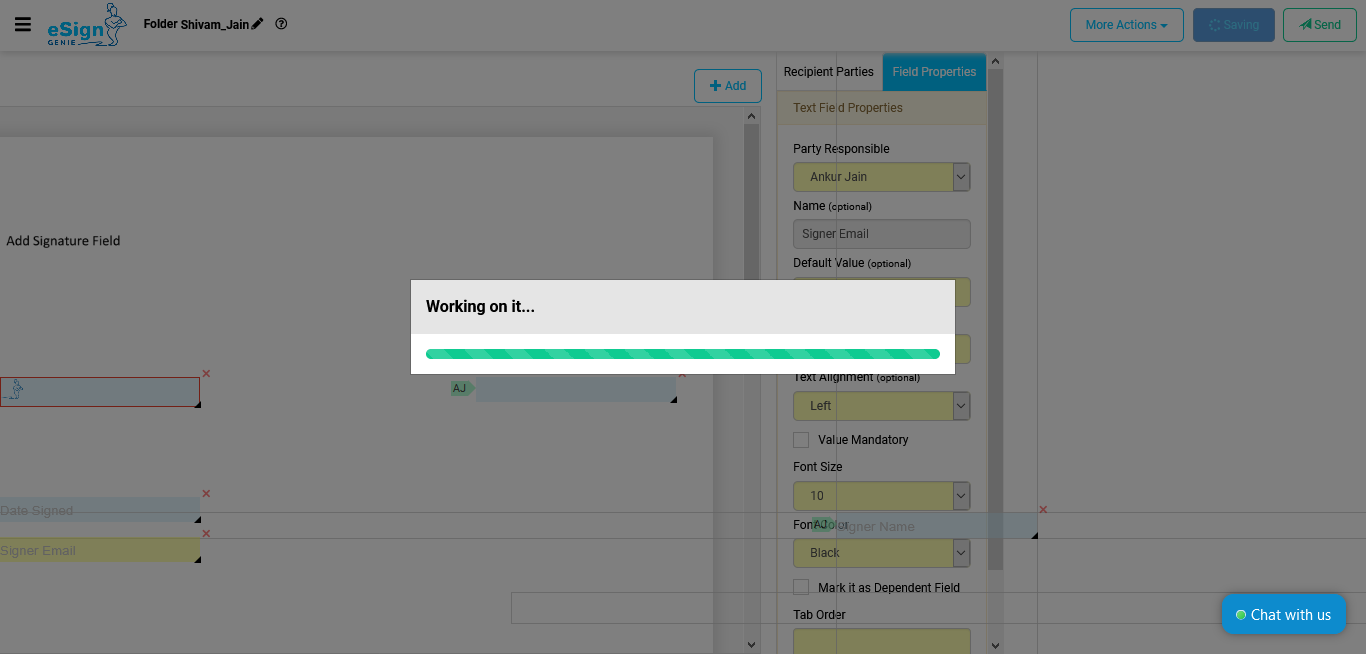 eSign
GENIE
Folder Shivam_Jain
More Actions
Saving
Send
Add
Recipient Parties
Field Properties
Text Field Properties
Party Responsible
Ankur Jain
Name (optional)
Signer Email
Default Value (optional)
Add Signature Field
Working on it...
Text Alignment (optional)
AJ
Left
Value Mandatory
Font Size
10
Date Signed
Font Color
AJ
Signer Name
Signer Email
Black
Mark it as Dependent Field
Tab Order
Chat with us